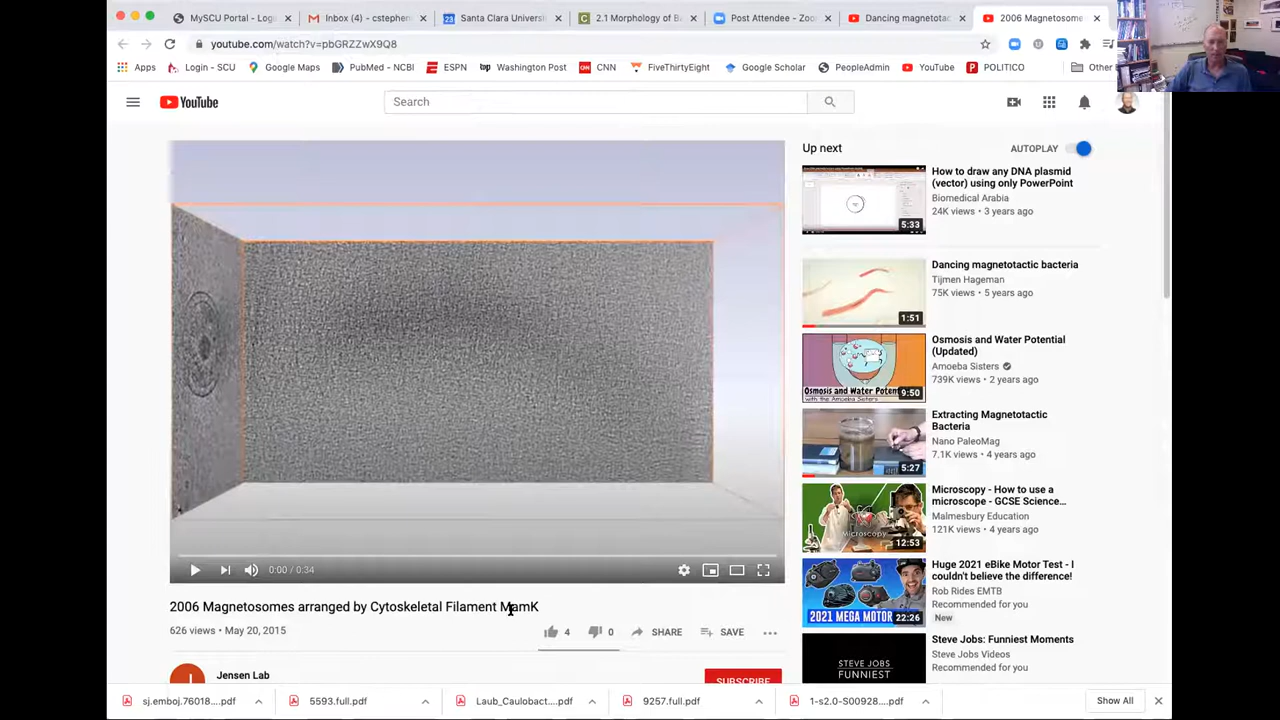 MySCU Portal - Log
Inbox (4) - cstephen
23 Santa Clara Universi
2.1 Morphology of B
Post Attendee - Zoo
Dancing magnetotac
2006 Magnetosome
youtube.com/watch?v=pbGRZZwX9Q8
Apps
Login - SCU
Google Maps
PubMed - NCBI
ESPN
Washington Post
CNN
FiveThirtyEight
Google Scholar
PeopleAdmin
YouTube
POLITICO
Other
YouTube
Search
Up next
AUTOPLAY
How to draw any DNA plasmid
(vector) using only PowerPoint
Biomedical Arabia
24K views • 3 years ago
5:33
Dancing magnetotactic bacteria
Tijmen Hageman
75K views • 5 years ago
1:51
Osmosis and Water Potential
(Updated)
Amoeba Sisters
739K views • 2 years ago
9:50
Extracting Magnetotactic
Bacteria
Nano PaleoMag
7.1K views • 4 years ago
5:27
Microscopy - How to use a
microscope - GCSE Science...
Malmesbury Education
121K views • 4 years ago
Microscopy
12:53
Huge 2021 eBike Motor Test - I
couldn't believe the difference!
Rob Rides EMTB
Recommended for you
New
2021 MEGA MOTOR
22:26
Steve Jobs: Funniest Moments
Steve Jobs Videos
Recommended for you
STEVE JOBS
FUNNIEST
0:00 / 0:34
2006 Magnetosomes arranged by Cytoskeletal Filament MamK
626 views • May 20, 2015
4
0
SHARE
SAVE
Jensen Lab
SUBSCRIBE
sj.emboj.76018....pdf
5593.full.pdf
Laub_Caulobact....pdf
9257.full.pdf
1-s2.0-S00928....pdf
Show All